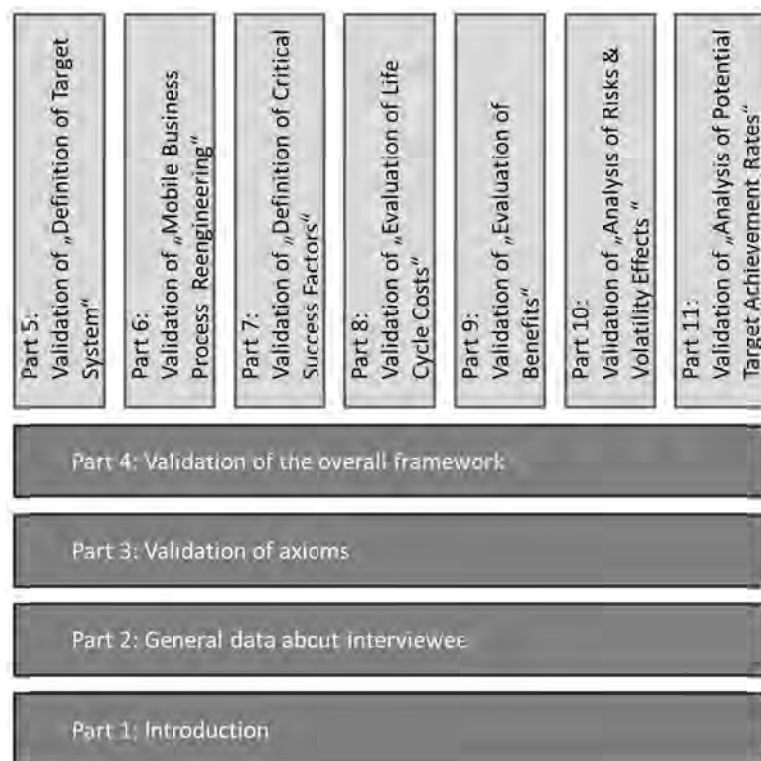 Part 5:
Validation of „Definition of Target
System“
Part 6:
Validation of „Mobile Business
Process Reengineering“
Part 7:
Validation of „Definition of Critical
Success Factors“
Part 8:
Validation of „Evaluation of Life
Cycle Costs“
Part 9:
Validation of „Evaluation of
Benefits“
Part 10:
Validation of „Analysis of Risks &
Volatility Effects “
Part 11:
Validation of „Analysis of Potential
Target Achievement Rates“
Part 4: Validation of the overall framework
Part 3: Validation of axioms
Part 2: General data about interviewee
Part 1: Introduction